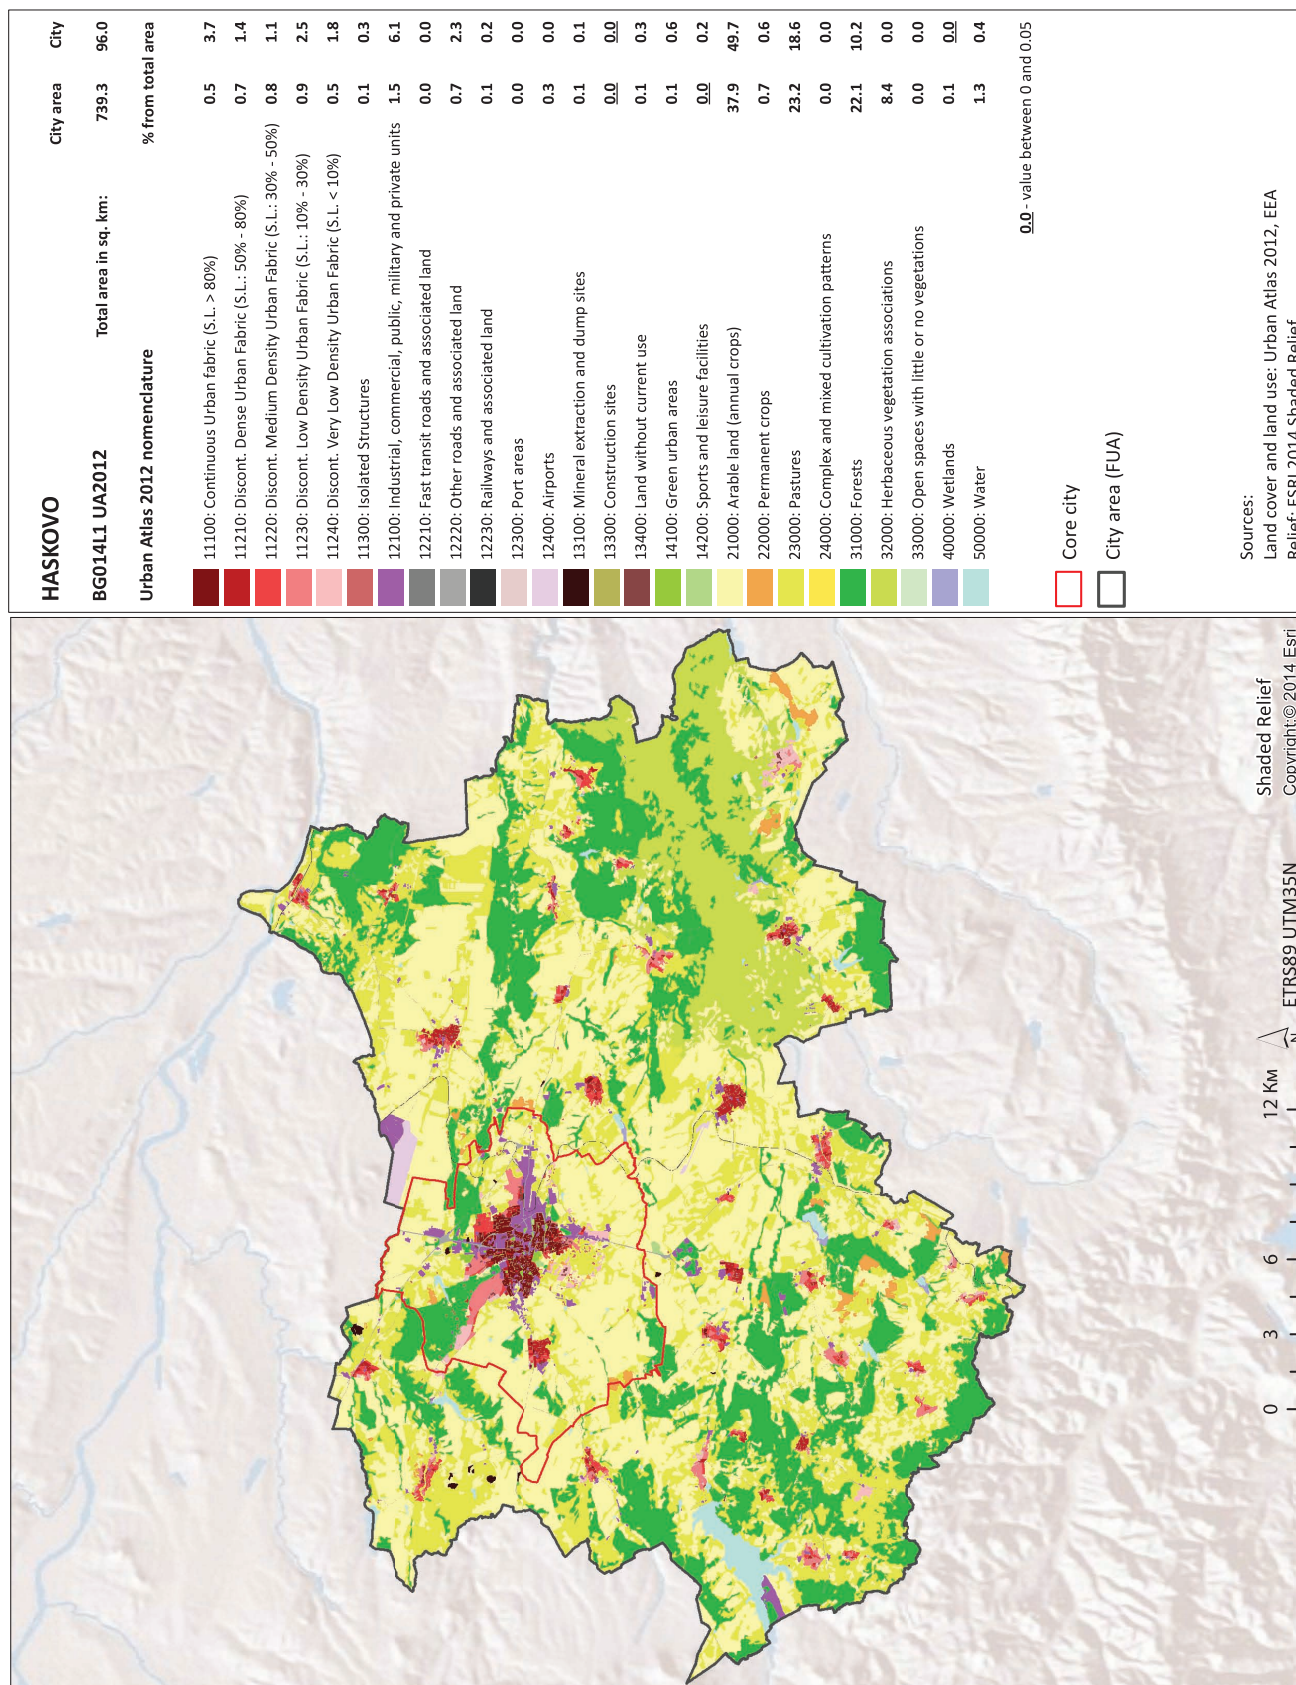 HASKOVO City area City
BG014L1 UA2012 Total area in sq. km: 739.3 96.0
Urban Atlas 2012 nomenclature % from total area
11100: Continuous Urban fabric (S.L. > 80%) 0.5 3.7
11210: Discont. Dense Urban Fabric (S.L.: 50% - 80%) 0.7 1.4
11220: Discont. Medium Density Urban Fabric (S.L.: 30% - 50%) 0.8 1.1
11230: Discont. Low Density Urban Fabric (S.L.: 10% - 30%) 0.9 2.5
11240: Discont. Very Low Density Urban Fabric (S.L. < 10%) 0.5 1.8
11300: Isolated Structures 0.1 0.3
12100: Industrial, commercial, public, military and private units 1.5 6.1
12210: Fast transit roads and associated land 0.0 0.0
12220: Other roads and associated land 0.7 2.3
12230: Railways and associated land 0.1 0.2
12300: Port areas 0.0 0.0
12400: Airports 0.3 0.0
13100: Mineral extraction and dump sites 0.1 0.1
13300: Construction sites 0.0 0.0
13400: Land without current use 0.1 0.3
14100: Green urban areas 0.1 0.6
14200: Sports and leisure facilities 0.0 0.2
21000: Arable land (annual crops) 37.9 49.7
22000: Permanent crops 0.7 0.6
23000: Pastures 23.2 18.6
24000: Complex and mixed cultivation patterns 0.0 0.0
31000: Forests 22.1 10.2
32000: Herbaceous vegetation associations 8.4 0.0
33000: Open spaces with little or no vegetations 0.0 0.0
40000: Wetlands 0.1 0.0
50000: Water 1.3 0.4
0.0 - value between 0 and 0.05
Core city
City area (FUA)
Sources:
Land cover and land use: Urban Atlas 2012, EEA
Relief: ESRI 2014 Shaded Relief
Shaded Relief
Copyright:© 2014 Esri
0 3 6 12 Км
N
ETRS89 UTM35N